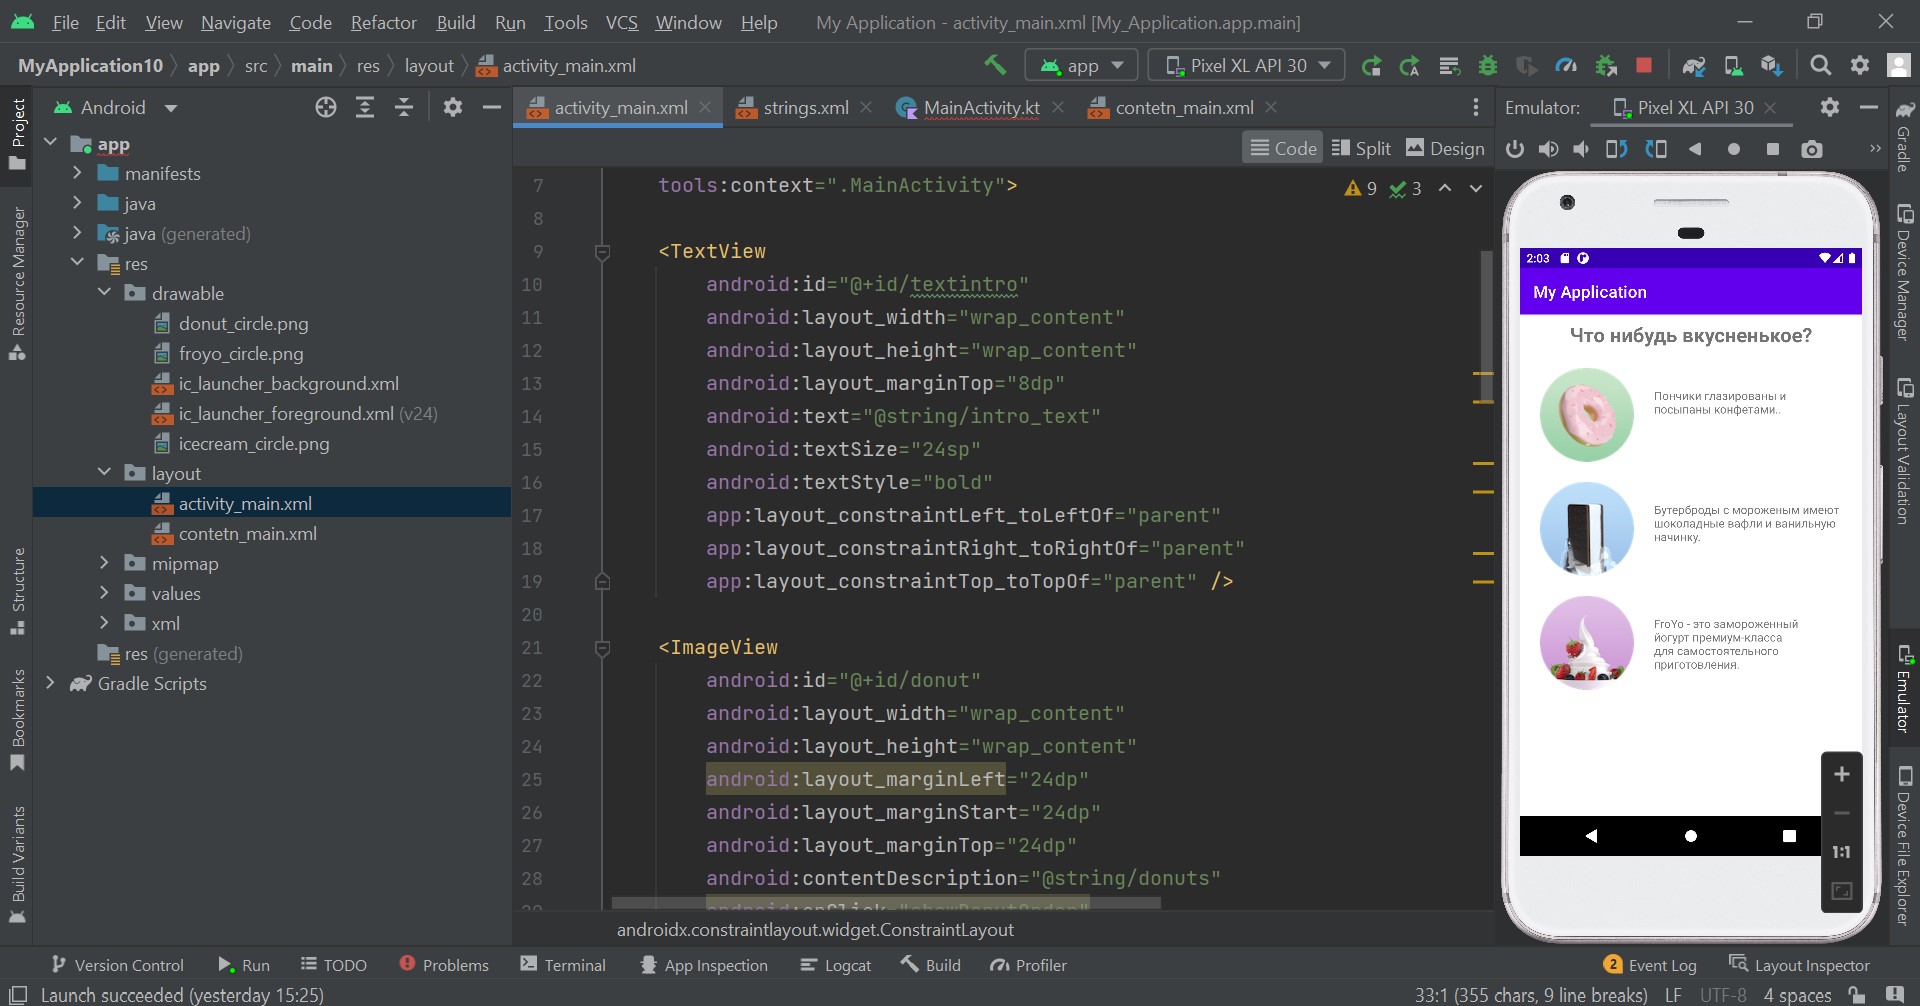 File Edit View Navigate Code Refactor Build Run Tools VCS Window Help My Application - activity_main.xml [My_Application.app.main]
MyApplication10 app src main res layout activity_main.xml app Pixel XL API 30
Project
Resource Manager
Structure
Bookmarks
Build Variants
Android
app
manifests
java
java (generated)
res
drawable
donut_circle.png
froyo_circle.png
ic_launcher_background.xml
ic_launcher_foreground.xml (v24)
icecream_circle.png
layout
activity_main.xml
contetn_main.xml
mipmap
values
xml
res (generated)
Gradle Scripts
activity_main.xml strings.xml MainActivity.kt contetn_main.xml
Code Split Design
9 3
7 tools:context=".MainActivity">
8
9 <TextView
10 android:id="@+id/textintro"
11 android:layout_width="wrap_content"
12 android:layout_height="wrap_content"
13 android:layout_marginTop="8dp"
14 android:text="@string/intro_text"
15 android:textSize="24sp"
16 android:textStyle="bold"
17 app:layout_constraintLeft_toLeftOf="parent"
18 app:layout_constraintRight_toRightOf="parent"
19 app:layout_constraintTop_toTopOf="parent" />
20
21 <ImageView
22 android:id="@+id/donut"
23 android:layout_width="wrap_content"
24 android:layout_height="wrap_content"
25 android:layout_marginLeft="24dp"
26 android:layout_marginStart="24dp"
27 android:layout_marginTop="24dp"
28 android:contentDescription="@string/donuts"
androidx.constraintlayout.widget.ConstraintLayout
Emulator: Pixel XL API 30
2:03
My Application
Что нибудь вкусненькое?
Пончики глазированы и
посыпаны конфетами..
Бутерброды с мороженым имеют
шоколадные вафли и ванильную
начинку.
FroYo - это замороженный
йогурт премиум-класса
для самостоятельного
приготовления.
1:1
Gradle
Device Manager
Layout Validation
Emulator
Device File Explorer
Version Control Run TODO Problems Terminal App Inspection Logcat Build Profiler 2 Event Log Layout Inspector
Launch succeeded (yesterday 15:25) 33:1 (355 chars, 9 line breaks) LF UTF-8 4 spaces